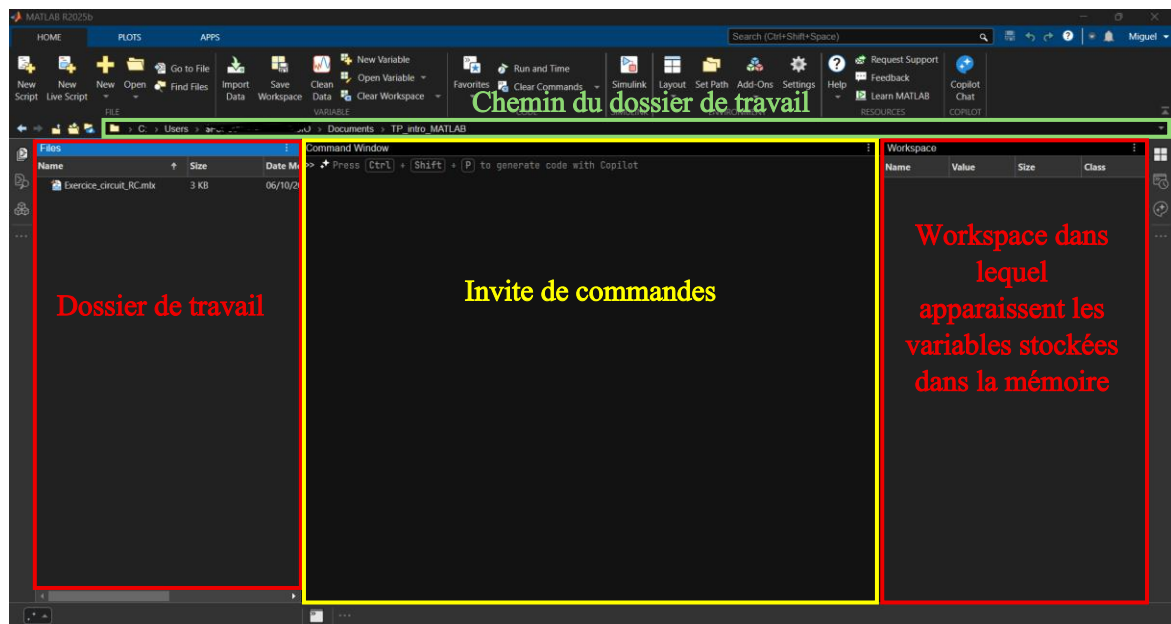 MATLAB R2025b
HOME PLOTS APPS Search (Ctrl+Shift+Space) Miguel
New Script New Live Script New Open Go to File Find Files Import Data Save Workspace Clean Data New Variable Open Variable Clear Workspace Favorites Run and Time Clear Commands Simulink Layout Set Path Add-Ons Settings Help Request Support Feedback Learn MATLAB Copilot Chat
Chemin du dossier de travail
FILE VARIABLE CODE SIMULINK ENVIRONMENT RESOURCES COPILOT
C: › Users › Documents › TP_intro_MATLAB
Files
Name Size Date
Exercice_circuit_RC.mlx 3 KB 06/10/2
Dossier de travail
Command Window
>> Press Ctrl + Shift + P to generate code with Copilot
Invite de commandes
Workspace
Name Value Size Class
Workspace dans
lequel
apparaissent les
variables stockées
dans la mémoire